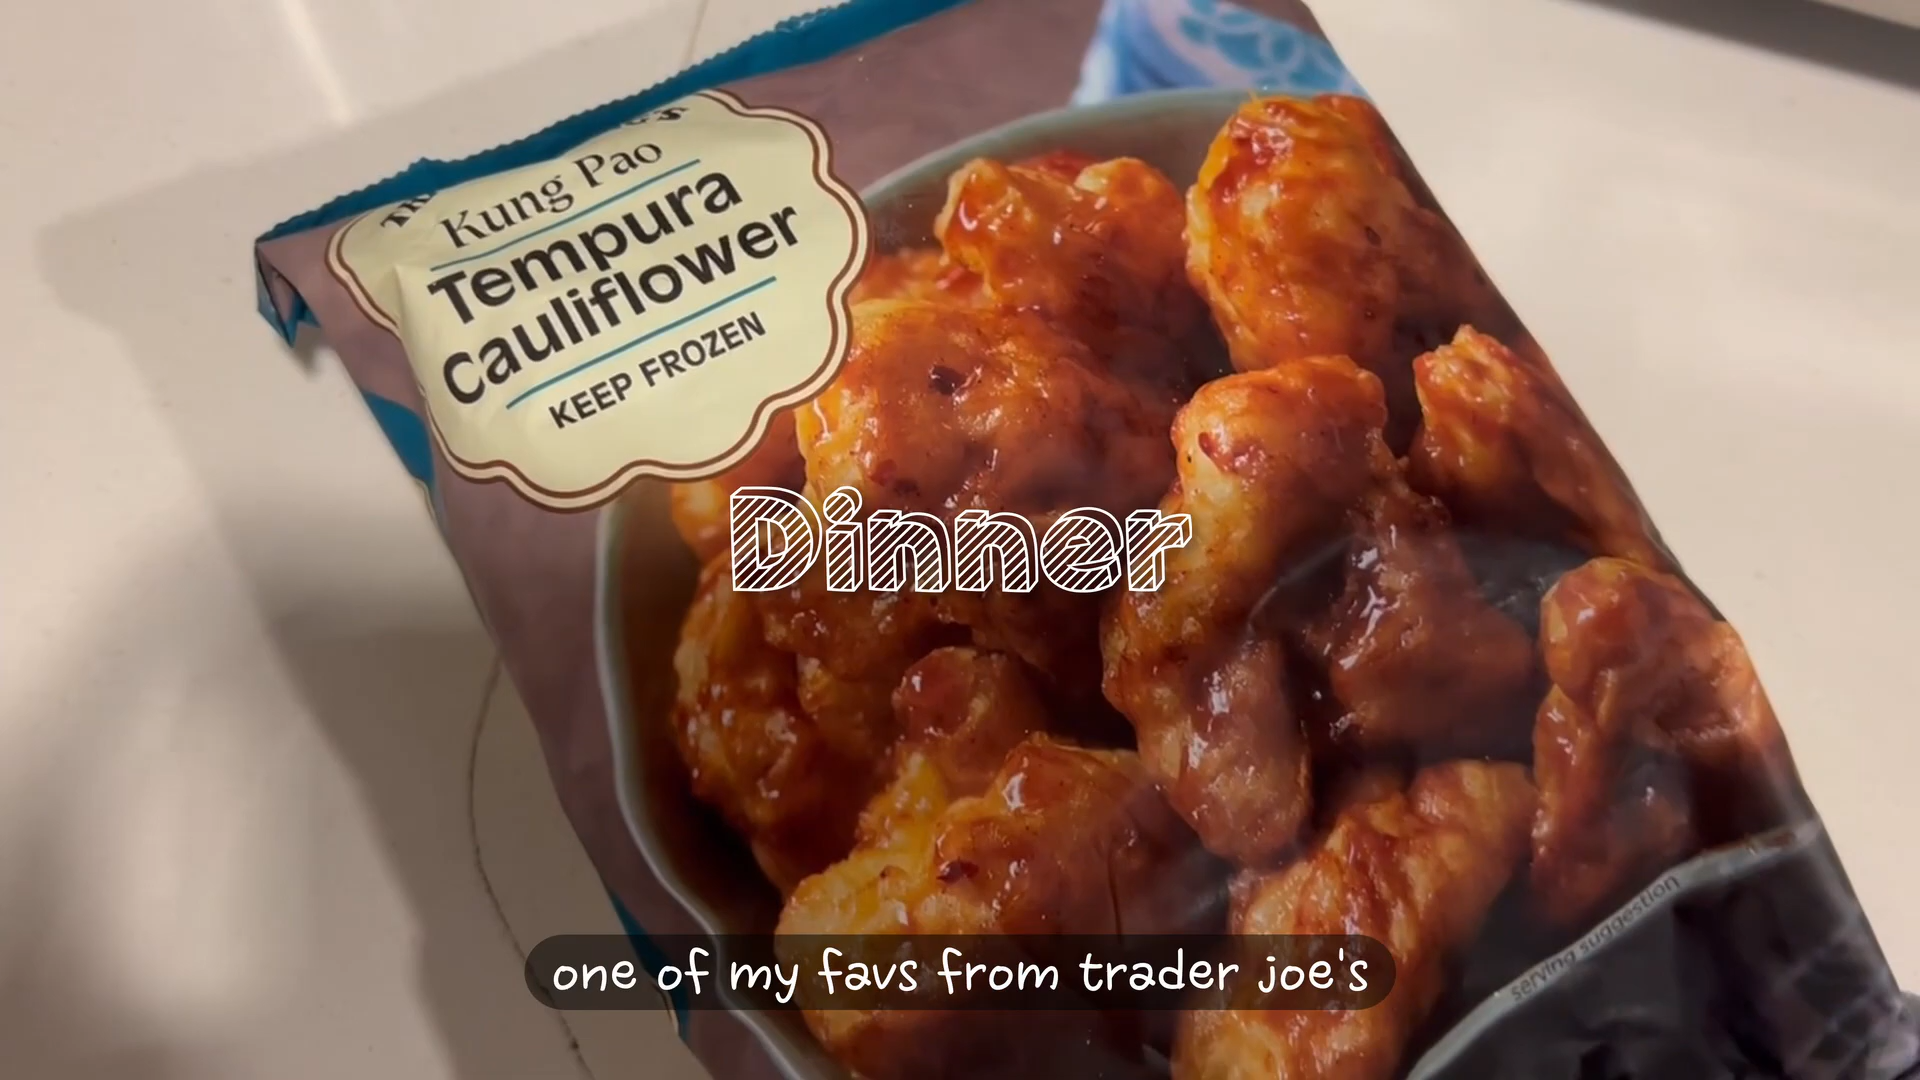 Kung Pao
Tempura
cauliflower
KEEP FROZEN
Dinner
serving suggestion
one of my favs from trader joe's